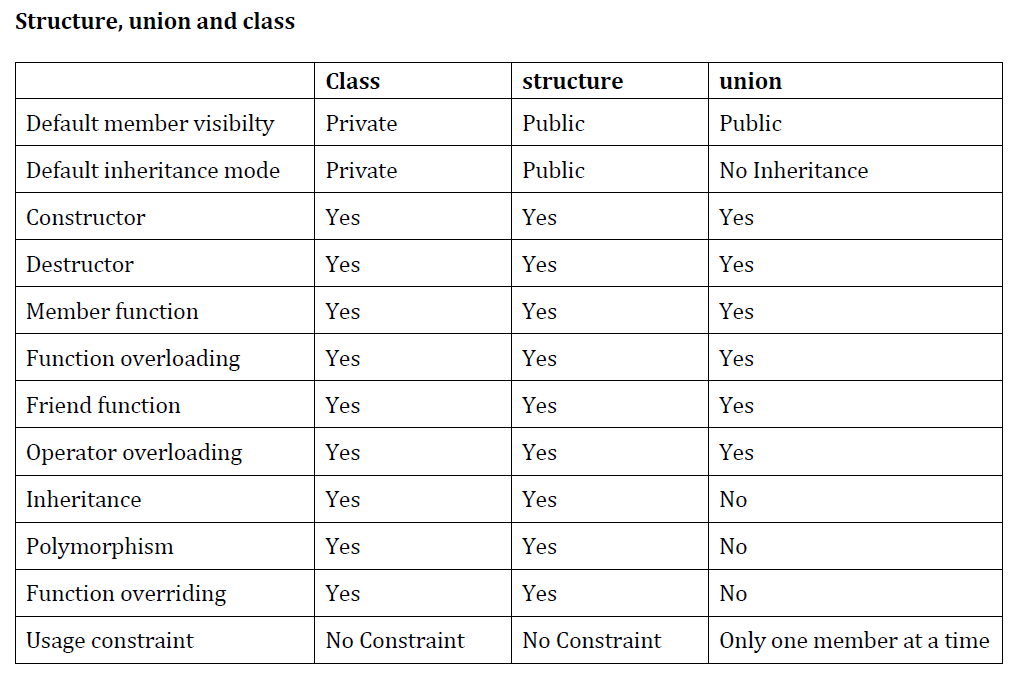 Structure, union and class
Class structure union
Default member visibilty Private Public Public
Default inheritance mode Private Public No Inheritance
Constructor Yes Yes Yes
Destructor Yes Yes Yes
Member function Yes Yes Yes
Function overloading Yes Yes Yes
Friend function Yes Yes Yes
Operator overloading Yes Yes Yes
Inheritance Yes Yes No
Polymorphism Yes Yes No
Function overriding Yes Yes No
Usage constraint No Constraint No Constraint Only one member at a time